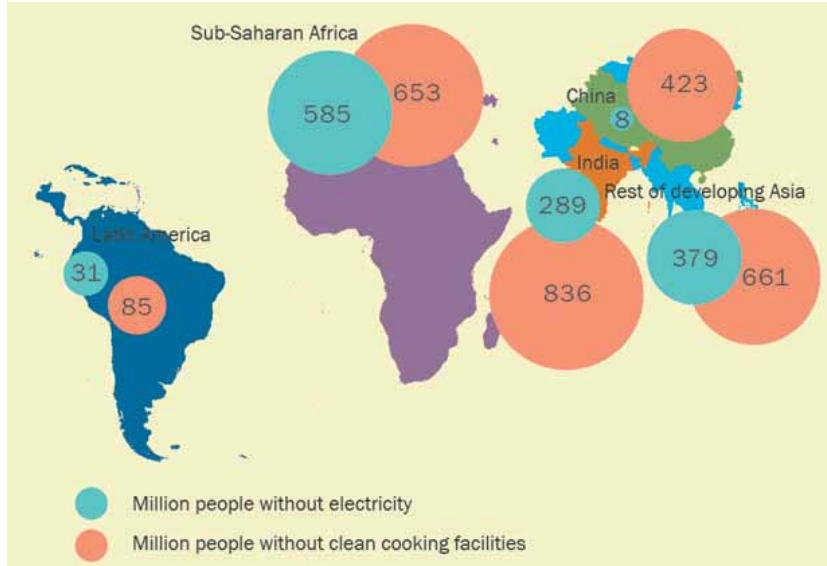 Sub-Saharan Africa
585
653
China
8
423
India
289
836
Rest of developing Asia
379
661
Latin America
31
85
Million people without electricity
Million people without clean cooking facilities